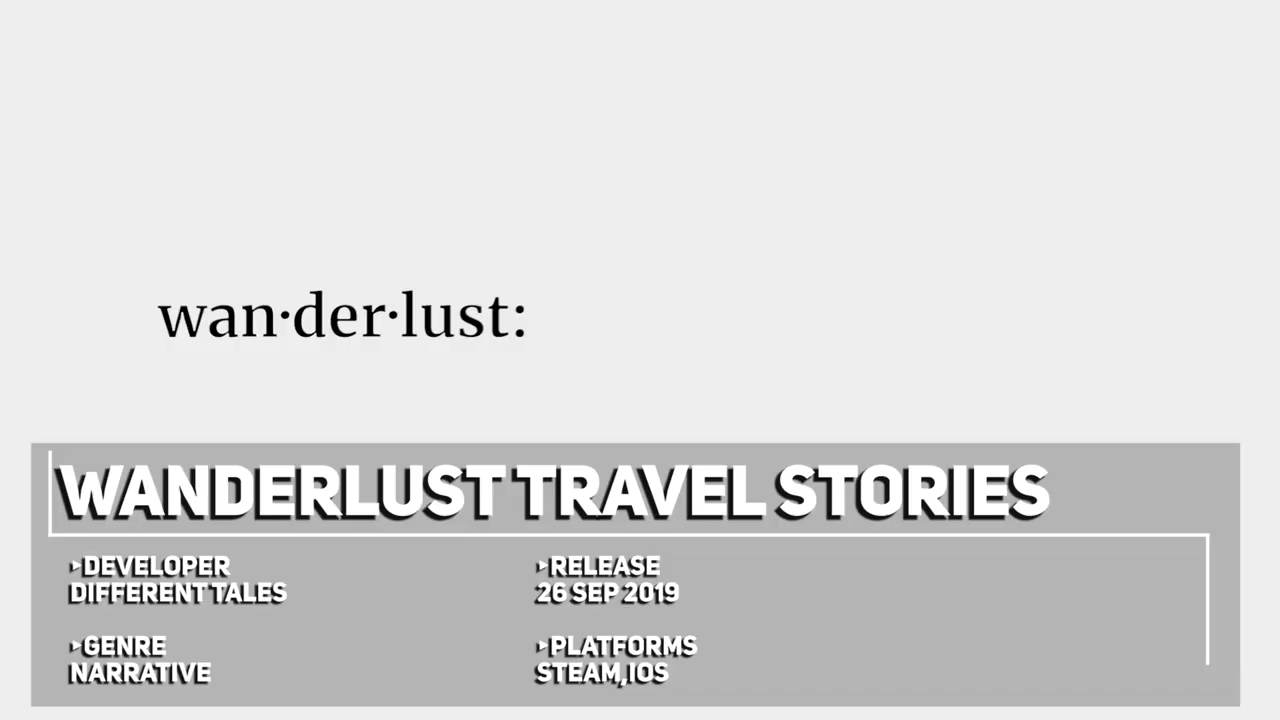 wan·der·lust:
WANDERLUST TRAVEL STORIES
▸DEVELOPER
DIFFERENT TALES
▸RELEASE
26 SEP 2019
▸GENRE
NARRATIVE
▸PLATFORMS
STEAM,IOS